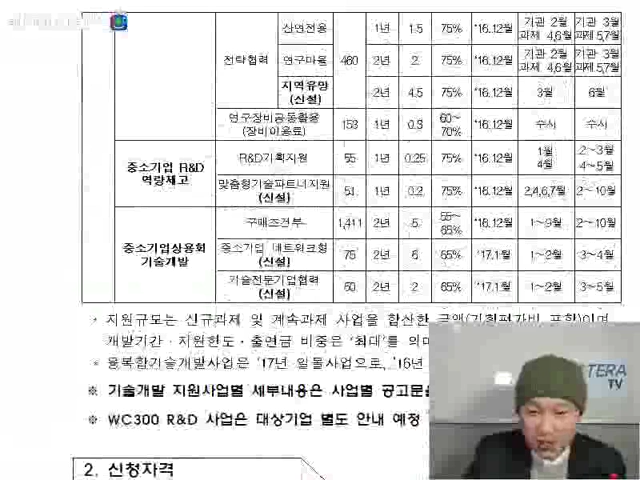 전략협력 460
산연전용 1년 1.5 75% '16.12월 기관 2월 과제 4,6월 기관 3월 과제 5,7월
연구마을 2년 2 75% '16.12월 기관 2월 과제 4,6월 기관 3월 과제 5,7월
지역유망 (신설) 2년 4.5 75% '16.12월 3월 6월
연구장비공동활용 (장비이용료) 153 1년 60~70% '16.12월 수시 수시
중소기업 R&D 역량제고
R&D기획지원 55 1년 0.25 75% '16.12월 1월 4월 2~3월 4~5월
맞춤형기술파트너지원 (신설) 51 1년 0.2 75% '16.12월 2,4,6,7월 2~10월
중소기업상용화 기술개발
구매조건부 1,411 2년 5 55~65% '16.12월 1~9월 2~10월
중소기업 네트워크형 (신설) 75 2년 6 65% '17.1월 1~2월 3~4월
기술전문기업협력 (신설) 60 2년 2 65% '17.1월 1~2월 3~5월
· 지원규모는 신규과제 및 계속과제 사업을 합산한 금액(기획평가비 포함)이며,
개발기간·지원한도·출연금 비중은 '최대'를
융복합기술개발사업은 '17년 일몰사업으로, '16년
※ 기술개발 지원사업별 세부내용은 사업별 공고문을
※ WC300 R&D 사업은 대상기업 별도 안내 예정
TERA
TV
2. 신청자격